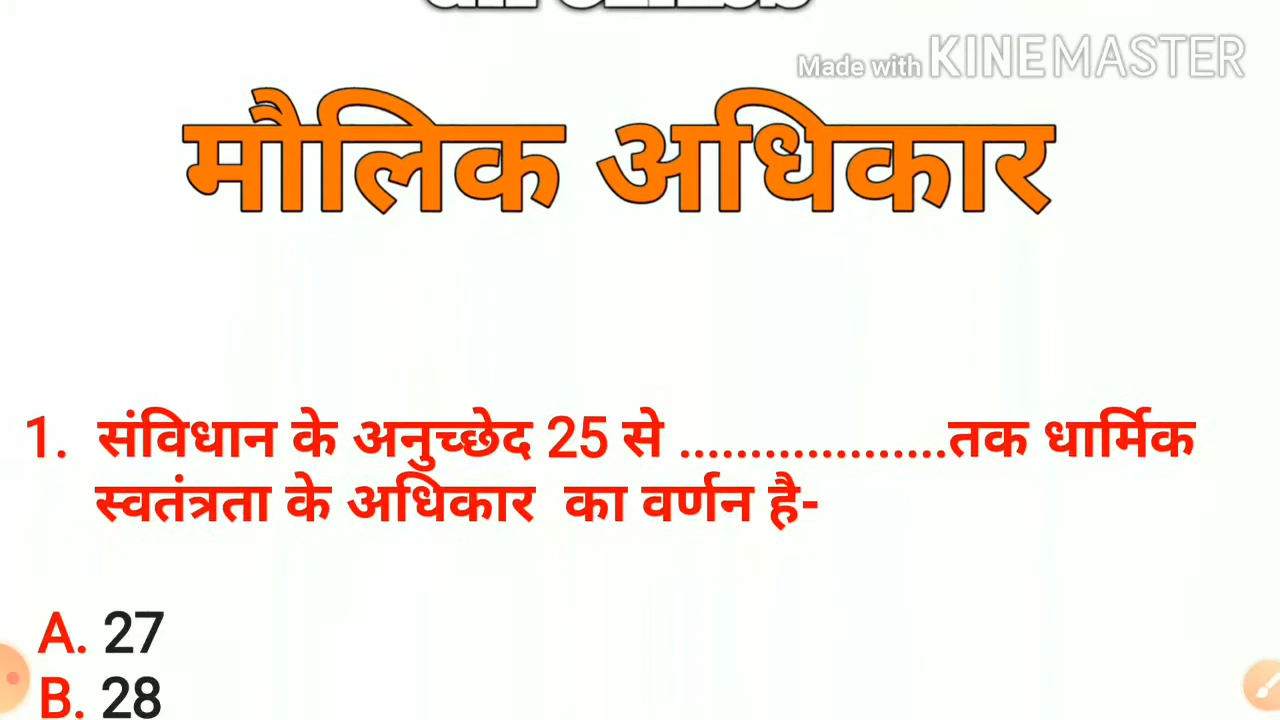 Made with KINEMASTER
मौलिक अधिकार
1. संविधान के अनुच्छेद 25 से ...................तक धार्मिक
स्वतंत्रता के अधिकार का वर्णन है-
A. 27
B. 28